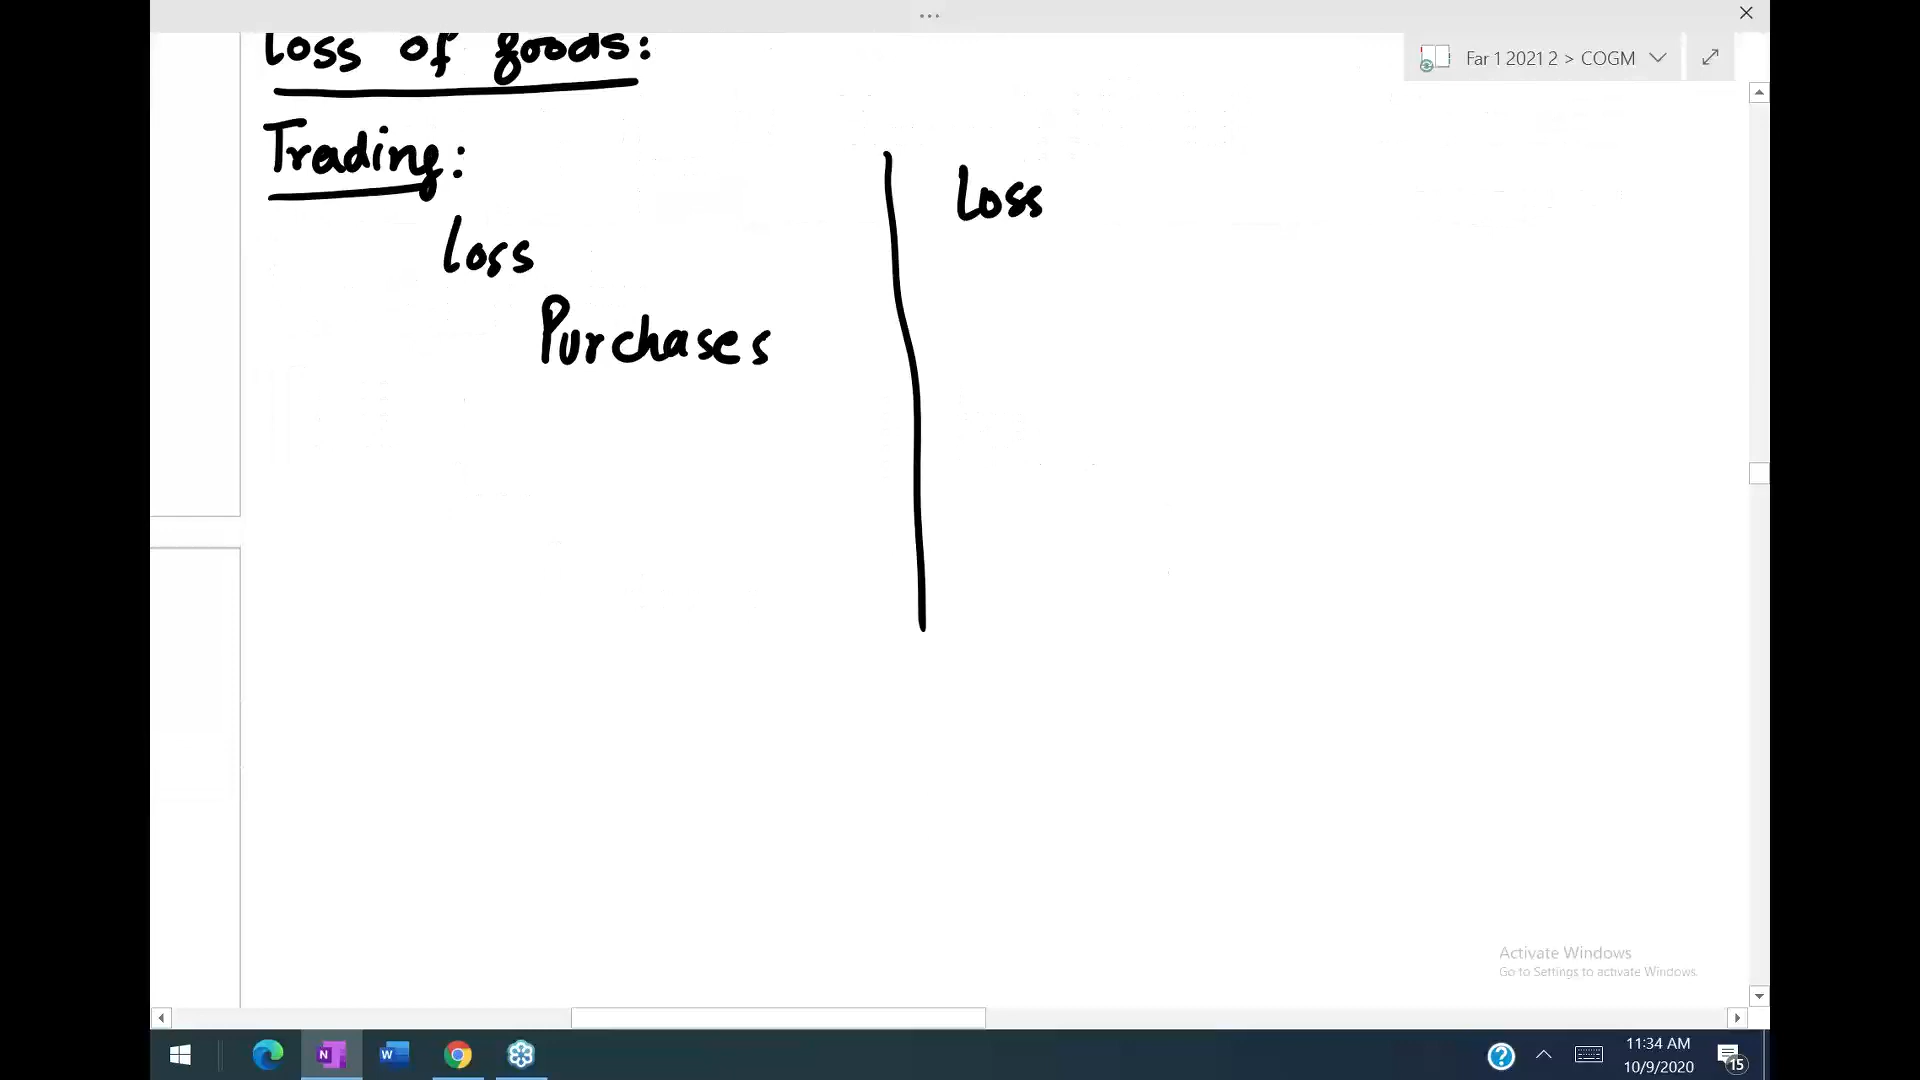 Loss of goods:
Trading:
Loss
Purchases
Loss
Far 1 2021 2 > COGM
Activate Windows
Go to Settings to activate Windows.
11:34 AM
10/9/2020
15